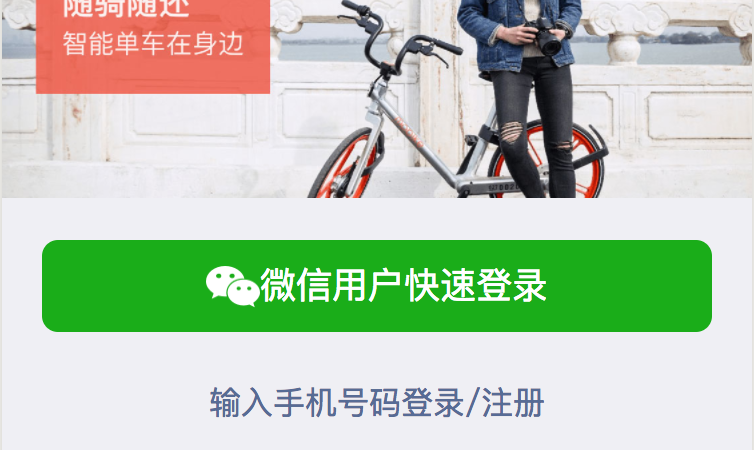 随骑随还
智能单车在身边
微信用户快速登录
输入手机号码登录/注册